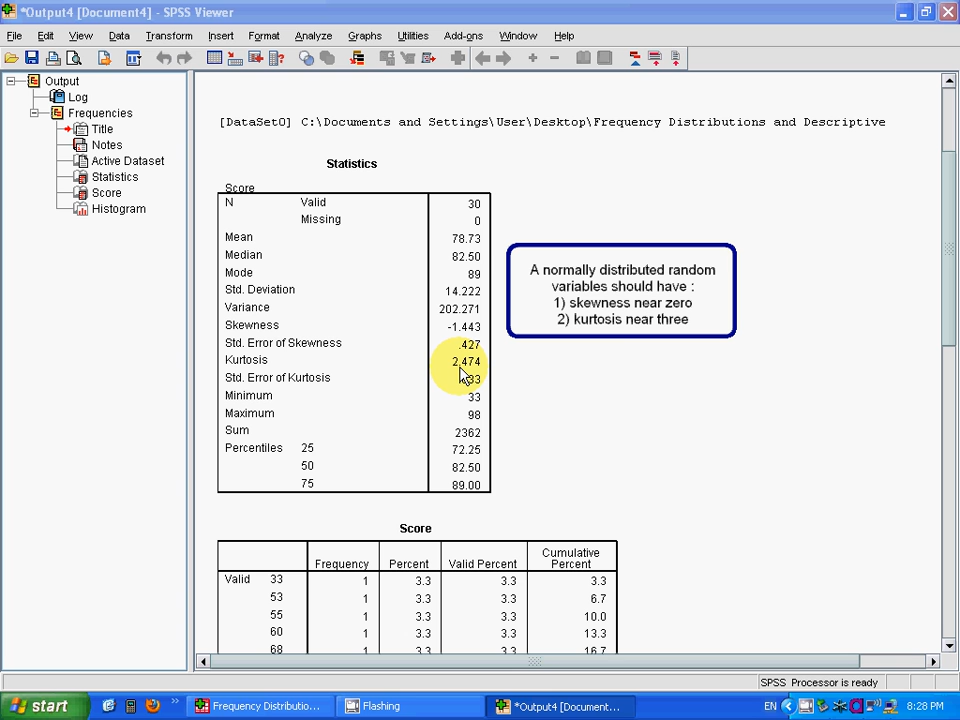 *Output4 [Document4] - SPSS Viewer
File Edit View Data Transform Insert Format Analyze Graphs Utilities Add-ons Window Help
Output
Log
Frequencies
Title
Notes
Active Dataset
Statistics
Score
Histogram
[DataSet0] C:\Documents and Settings\User\Desktop\Frequency Distributions and Descriptive
Statistics
Score
N Valid 30
Missing 0
Mean 78.73
Median 82.50
Mode 89
Std. Deviation 14.222
Variance 202.271
Skewness -1.443
Std. Error of Skewness .427
Kurtosis 2.474
Std. Error of Kurtosis
Minimum 33
Maximum 98
Sum 2362
Percentiles 25 72.25
50 82.50
75 89.00
A normally distributed random
variables should have :
1) skewness near zero
2) kurtosis near three
Score
Frequency Percent Valid Percent Cumulative Percent
Valid 33 1 3.3 3.3 3.3
53 1 3.3 3.3 6.7
55 1 3.3 3.3 10.0
60 1 3.3 3.3 13.3
68 1 3.3 3.3 16.7
SPSS Processor is ready
start
Frequency Distributio...
Flashing
*Output4 [Document...
EN
8:28 PM